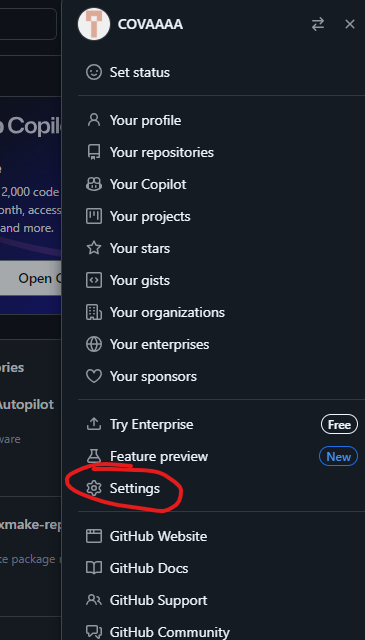 COVAAAA
Set status
Copil
2,000 code
onth, access
and more.
Open
Your profile
Your repositories
Your Copilot
Your projects
Your stars
Your gists
Your organizations
Your enterprises
Your sponsors
ories
Autopilot
ware
xmake-rep
te package
Try Enterprise
Free
Feature preview
New
Settings
GitHub Website
GitHub Docs
GitHub Support
GitHub Community